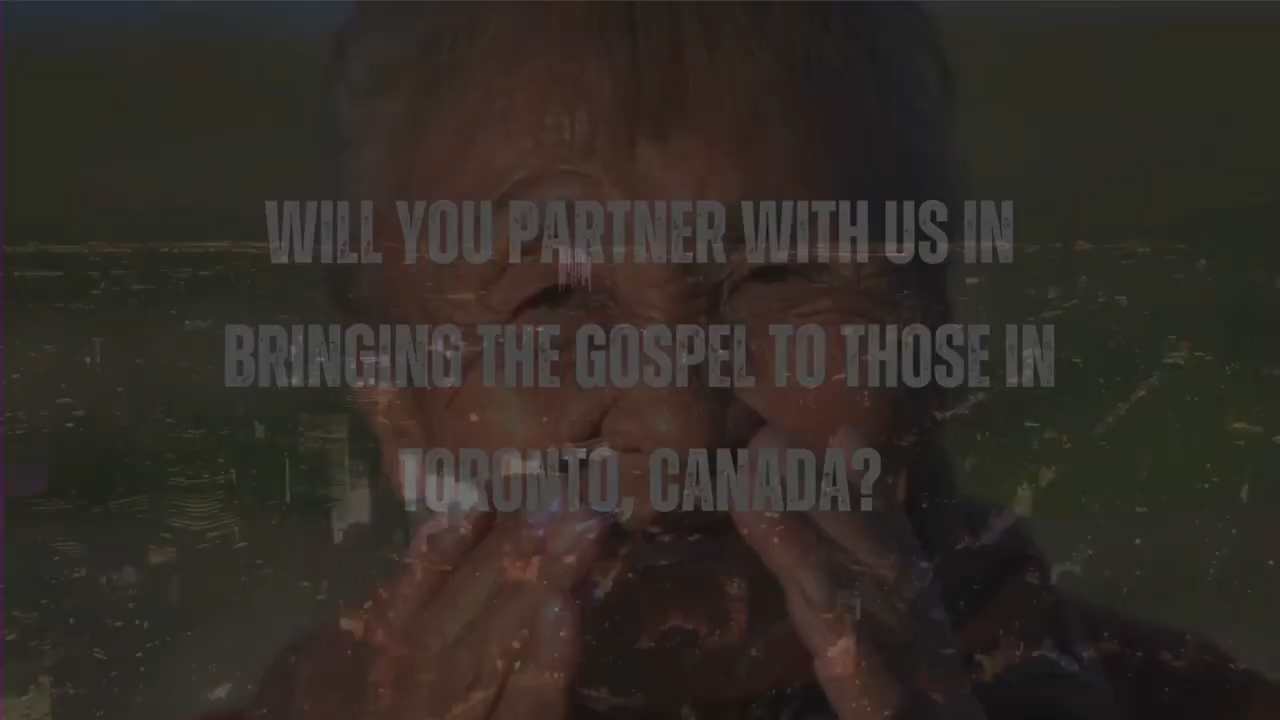 WILL YOU PARTNER WITH US IN
BRINGING THE GOSPEL TO THOSE IN
TORONTO, CANADA?